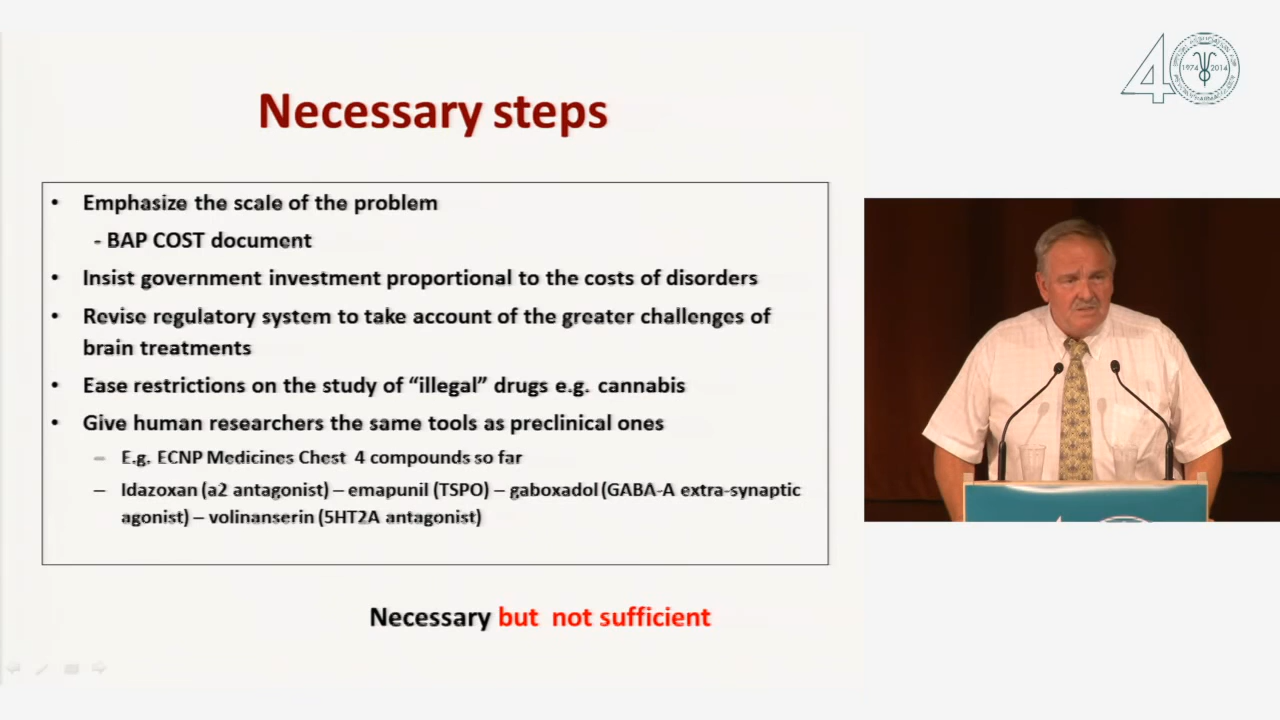 Necessary steps
• Emphasize the scale of the problem
- BAP COST document
• Insist government investment proportional to the costs of disorders
• Revise regulatory system to take account of the greater challenges of
brain treatments
• Ease restrictions on the study of “illegal” drugs e.g. cannabis
• Give human researchers the same tools as preclinical ones
– E.g. ECNP Medicines Chest 4 compounds so far
– Idazoxan (a2 antagonist) – emapunil (TSPO) – gaboxadol (GABA-A extra-synaptic
agonist) – volinanserin (5HT2A antagonist)
Necessary but not sufficient
40
1974 2014